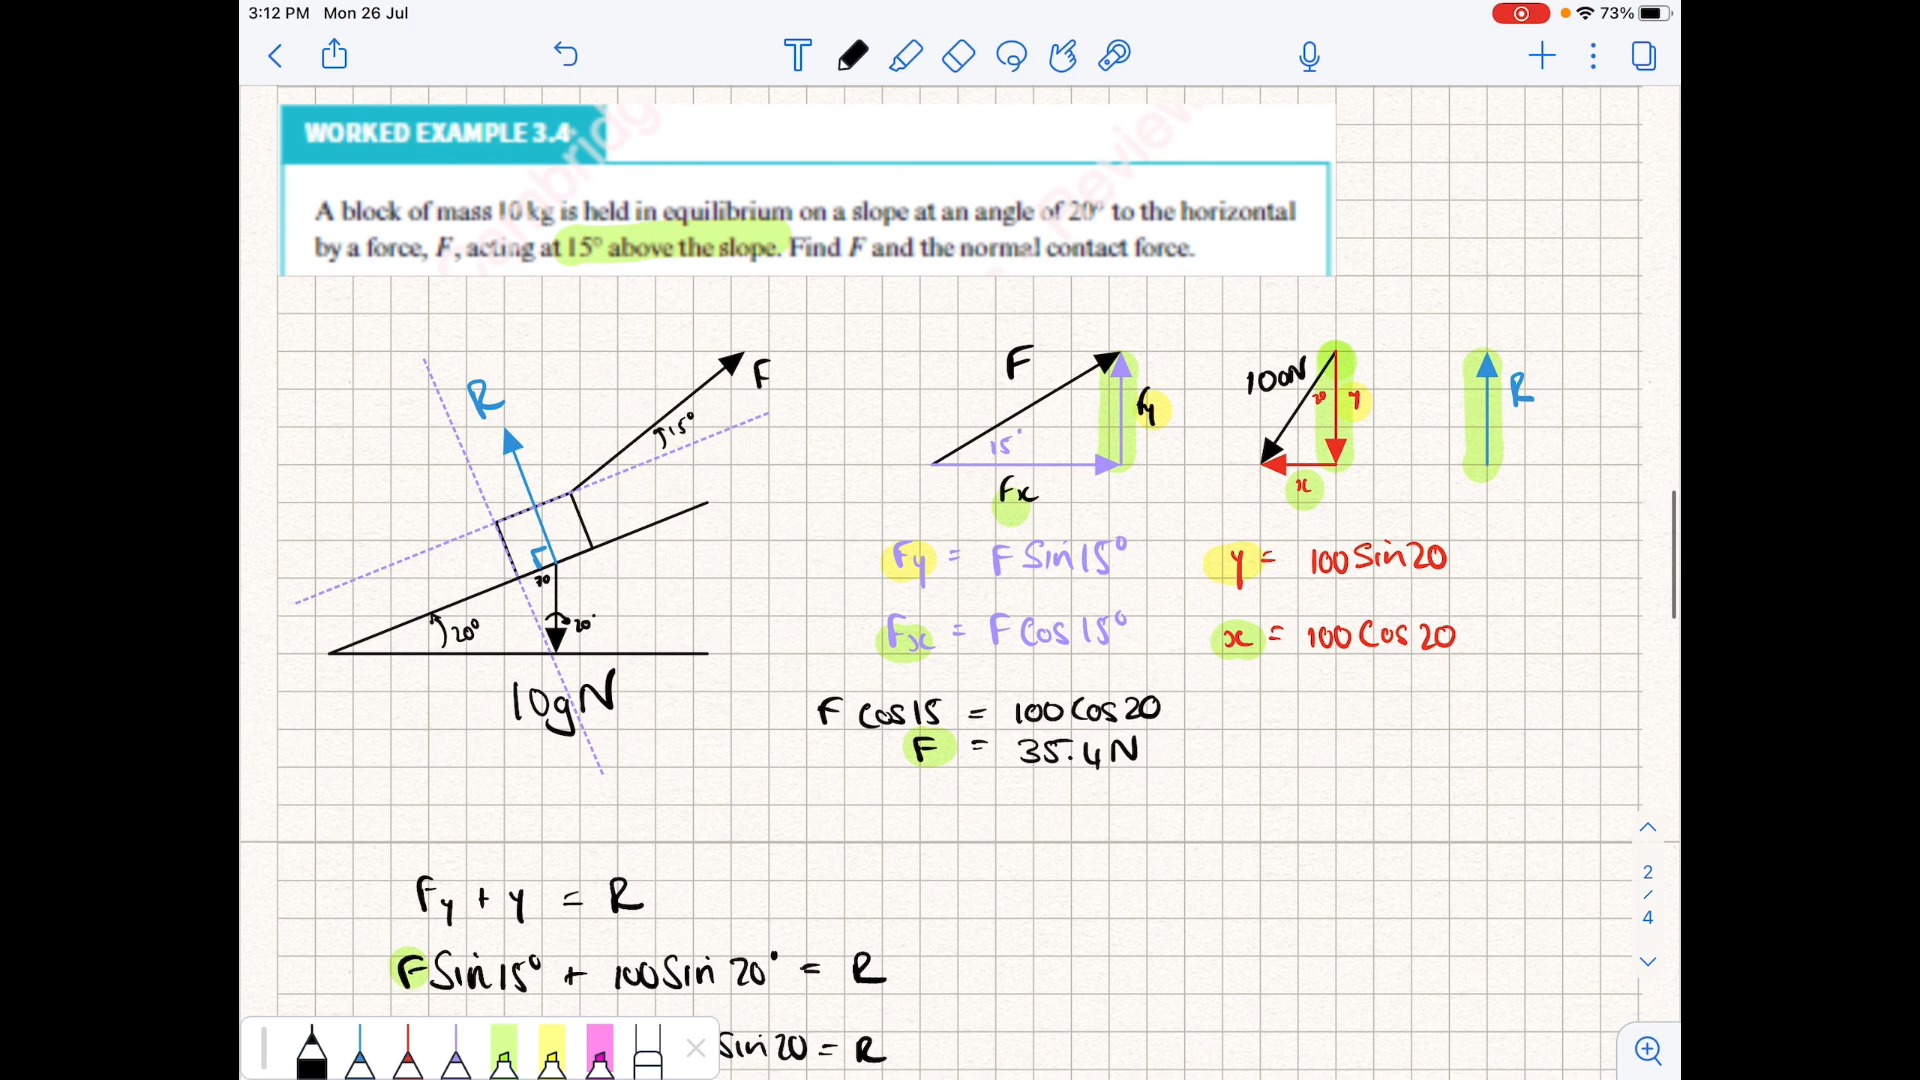 3:12 PM Mon 26 Jul
73%
WORKED EXAMPLE 3.4
A block of mass 10 kg is held in equilibrium on a slope at an angle of 20° to the horizontal
by a force, F, acting at 15° above the slope. Find F and the normal contact force.
R
F
15°
20
20°
20°
10gN
F
Fy
15°
Fx
100N
20
y
x
R
Fy = F Sin 15°
Fx = F Cos 15°
y = 100 Sin 20
x = 100 Cos 20
F cos 15 = 100 Cos 20
F = 35.4 N
Fy + y = R
F Sin 15° + 100 Sin 20° = R
Sin 20 = R
2
/
4